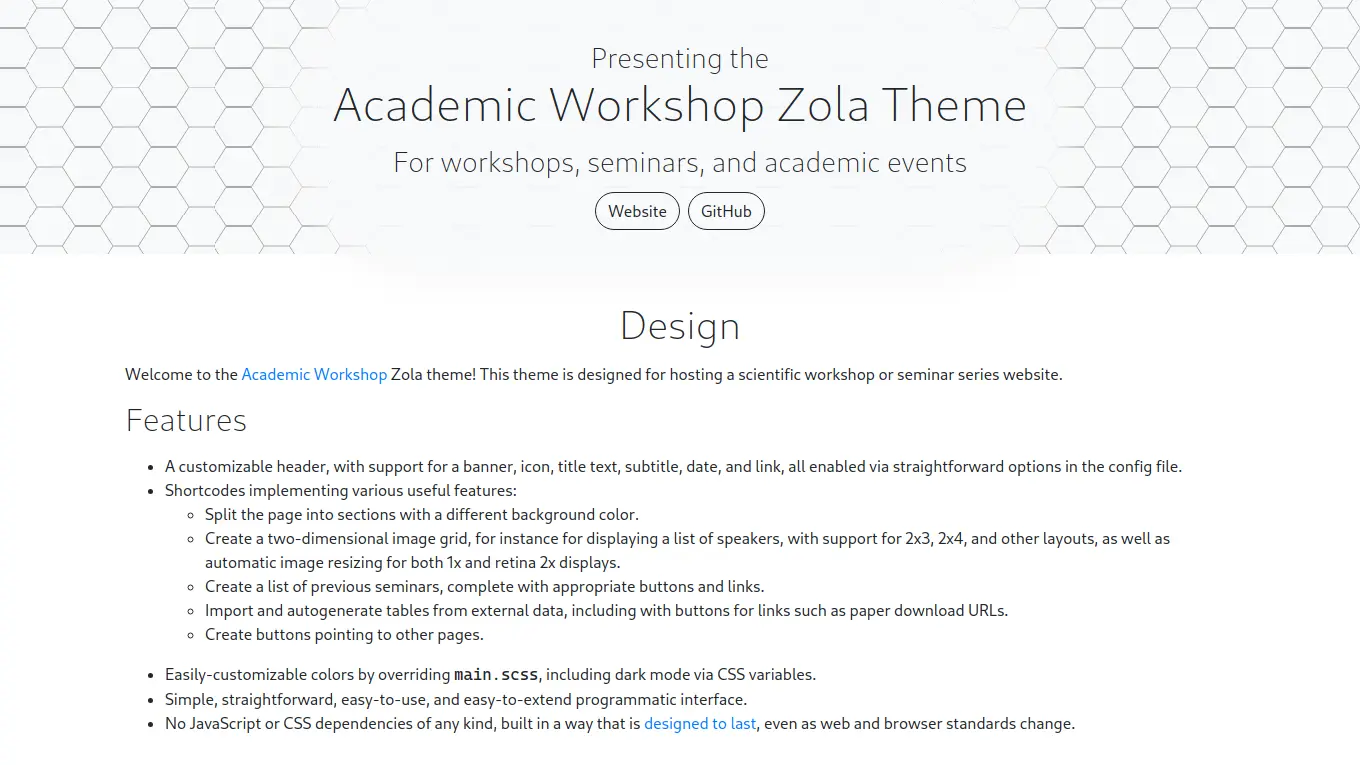 Presenting the
Academic Workshop Zola Theme
For workshops, seminars, and academic events
Website GitHub
Design
Welcome to the Academic Workshop Zola theme! This theme is designed for hosting a scientific workshop or seminar series website.
Features
• A customizable header, with support for a banner, icon, title text, subtitle, date, and link, all enabled via straightforward options in the config file.
• Shortcodes implementing various useful features:
◦ Split the page into sections with a different background color.
◦ Create a two-dimensional image grid, for instance for displaying a list of speakers, with support for 2x3, 2x4, and other layouts, as well as
automatic image resizing for both 1x and retina 2x displays.
◦ Create a list of previous seminars, complete with appropriate buttons and links.
◦ Import and autogenerate tables from external data, including with buttons for links such as paper download URLs.
◦ Create buttons pointing to other pages.
• Easily-customizable colors by overriding main.scss, including dark mode via CSS variables.
• Simple, straightforward, easy-to-use, and easy-to-extend programmatic interface.
• No JavaScript or CSS dependencies of any kind, built in a way that is designed to last, even as web and browser standards change.